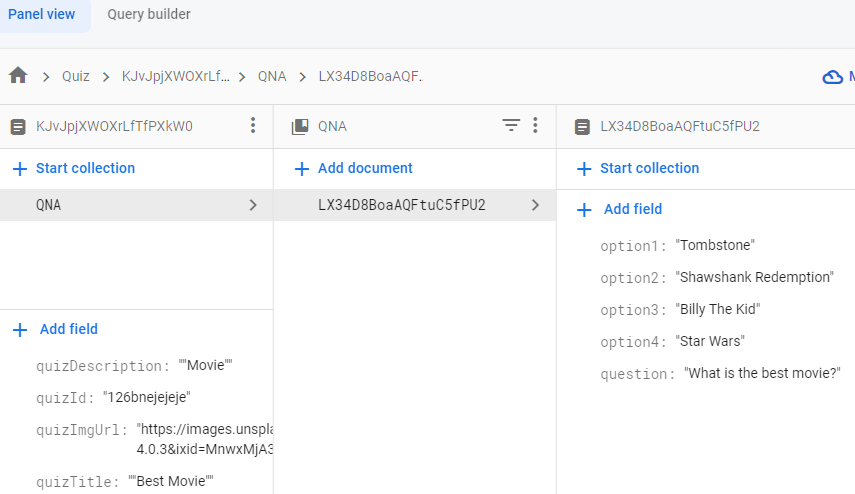 Panel view Query builder
Quiz KJvJpjXWOXrLf... QNA LX34D8BoaAQF.
KJvJpjXWOXrLfTfPXkW0
Start collection
QNA
Add field
quizDescription: ""Movie""
quizId: "126bnejejeje"
quizImgUrl: "https://images.unspla
4.0.3&ixid=MnwxMjA3
quizTitle: ""Best Movie""
QNA
Add document
LX34D8BoaAQFtuC5fPU2
LX34D8BoaAQFtuC5fPU2
Start collection
Add field
option1: "Tombstone"
option2: "Shawshank Redemption"
option3: "Billy The Kid"
option4: "Star Wars"
question: "What is the best movie?"